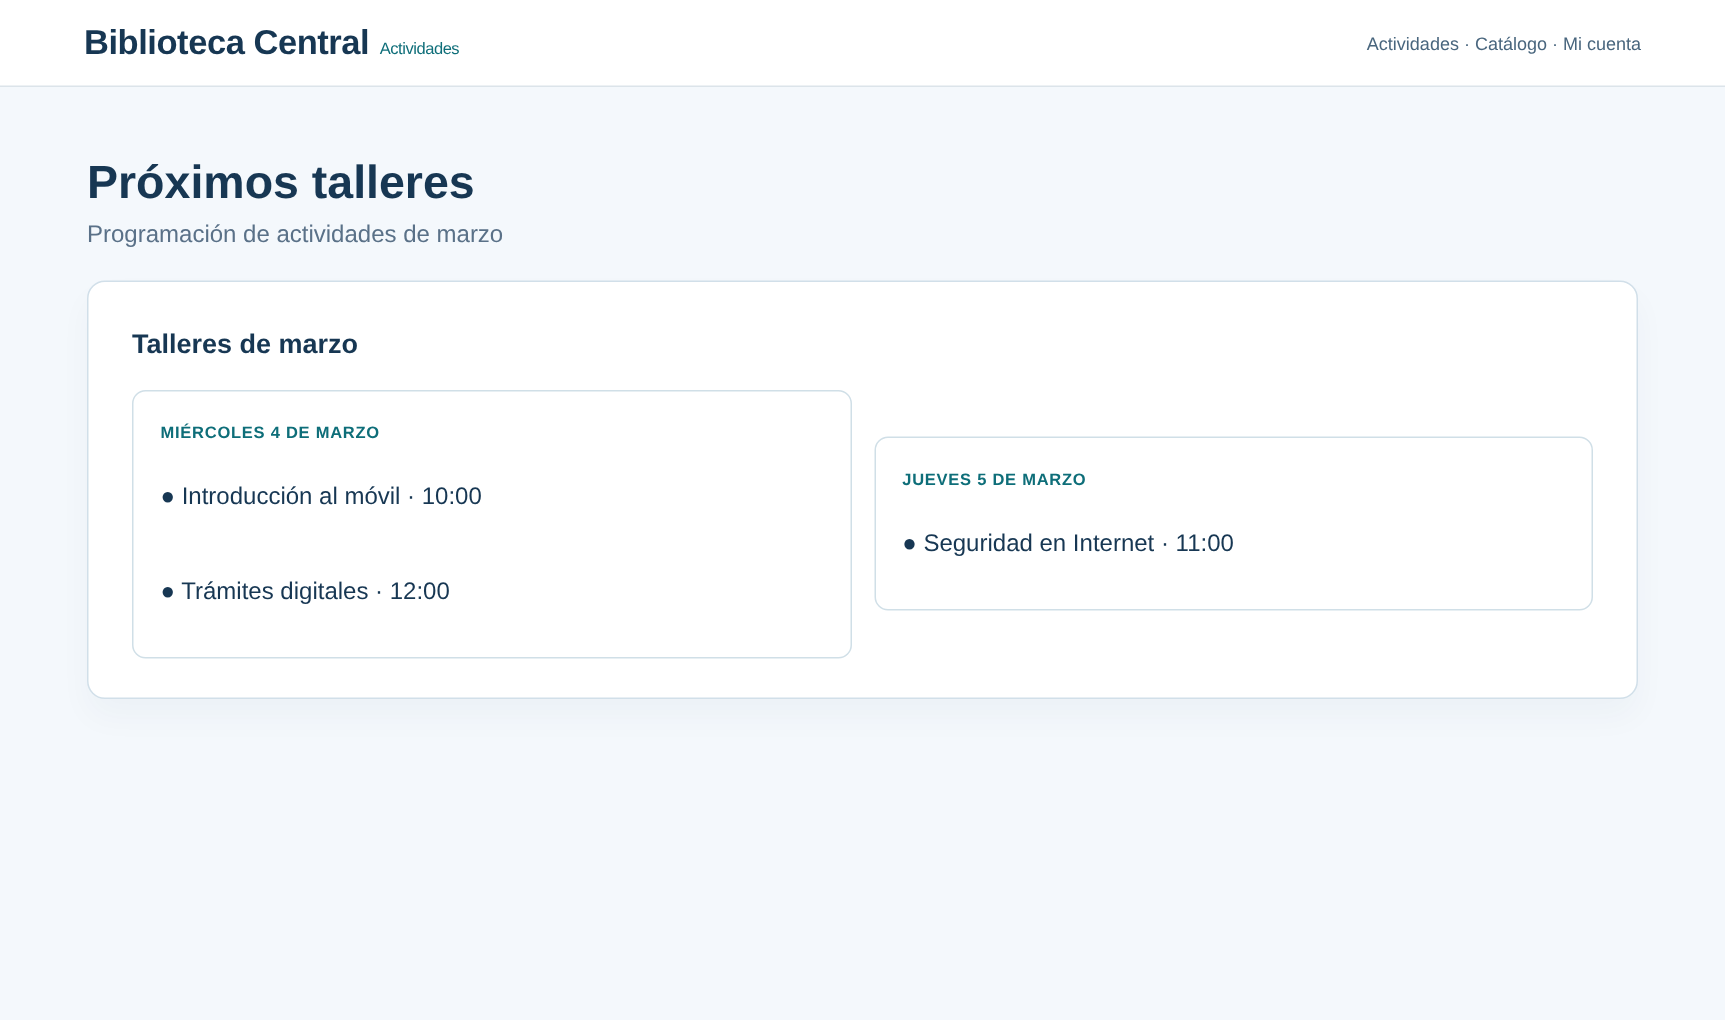 Biblioteca Central Actividades
Actividades · Catálogo · Mi cuenta
Próximos talleres
Programación de actividades de marzo
Talleres de marzo
MIÉRCOLES 4 DE MARZO
● Introducción al móvil · 10:00
● Trámites digitales · 12:00
JUEVES 5 DE MARZO
● Seguridad en Internet · 11:00